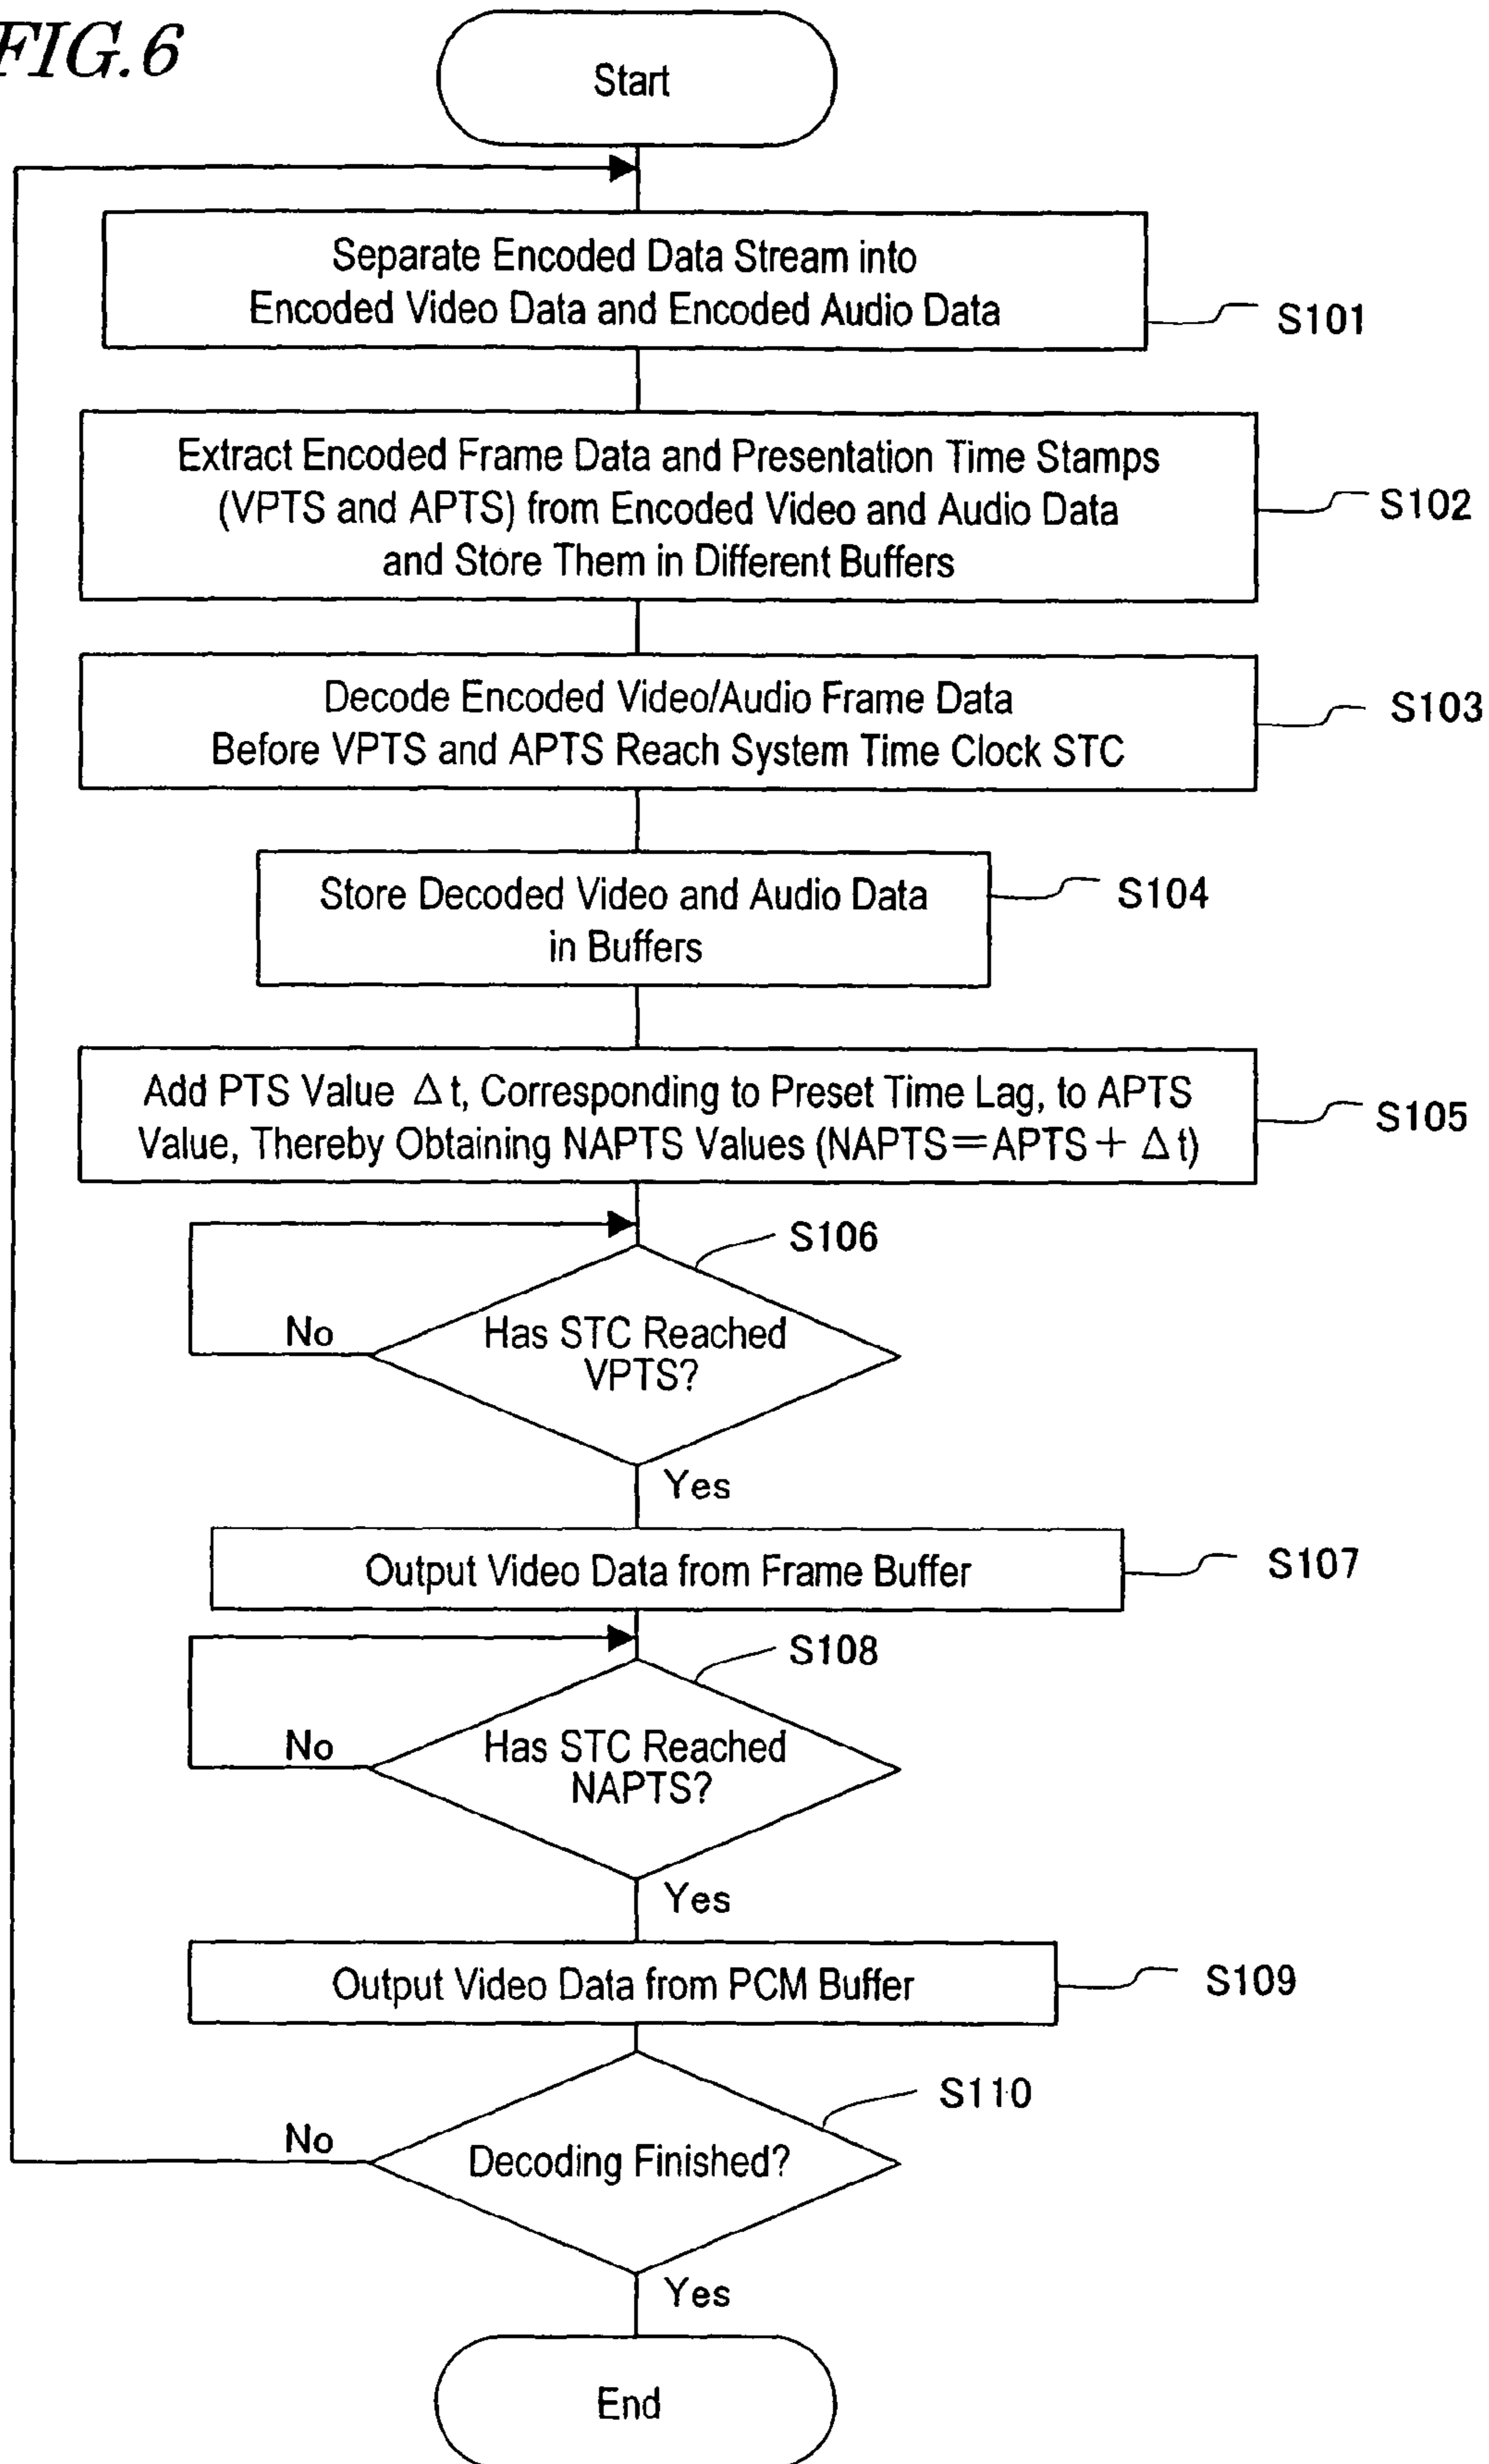 FIG.6
Start
Separate Encoded Data Stream into
Encoded Video Data and Encoded Audio Data
S101
Extract Encoded Frame Data and Presentation Time Stamps
(VPTS and APTS) from Encoded Video and Audio Data
and Store Them in Different Buffers
S102
Decode Encoded Video/Audio Frame Data
Before VPTS and APTS Reach System Time Clock STC
S103
Store Decoded Video and Audio Data
in Buffers
S104
Add PTS Value Δt, Corresponding to Preset Time Lag, to APTS
Value, Thereby Obtaining NAPTS Values (NAPTS=APTS+Δt)
S105
S106
Has STC Reached
VPTS?
No
Yes
Output Video Data from Frame Buffer
S107
S108
Has STC Reached
NAPTS?
No
Yes
Output Video Data from PCM Buffer
S109
S110
Decoding Finished?
No
Yes
End